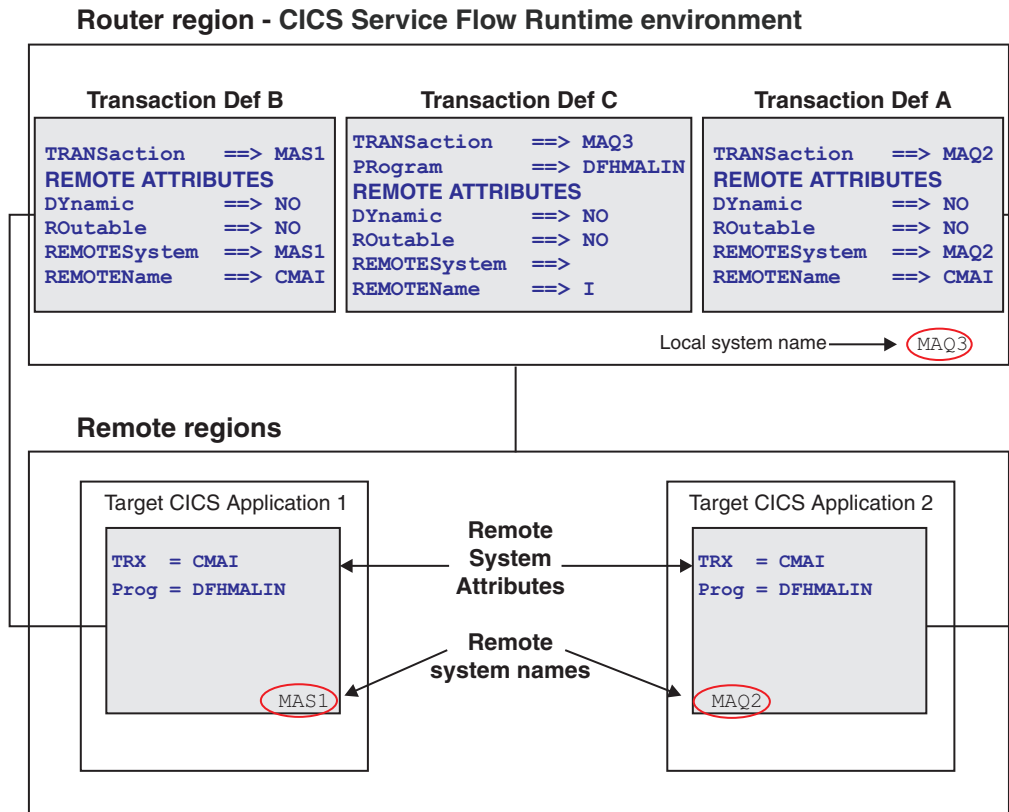 Router region - CICS Service Flow Runtime environment
Transaction Def B
TRANSaction ==> MAS1
REMOTE ATTRIBUTES
DYnamic ==> NO
ROutable ==> NO
REMOTESystem ==> MAS1
REMOTEName ==> CMAI
Transaction Def C
TRANSaction ==> MAQ3
PRogram ==> DFHMALIN
REMOTE ATTRIBUTES
DYnamic ==> NO
ROutable ==> NO
REMOTESystem ==>
REMOTEName ==> I
Transaction Def A
TRANSaction ==> MAQ2
REMOTE ATTRIBUTES
DYnamic ==> NO
ROutable ==> NO
REMOTESystem ==> MAQ2
REMOTEName ==> CMAI
Local system name MAQ3
Remote regions
Target CICS Application 1
TRX = CMAI
Prog = DFHMALIN
MAS1
Remote
System
Attributes
Remote
system names
Target CICS Application 2
TRX = CMAI
Prog = DFHMALIN
MAQ2